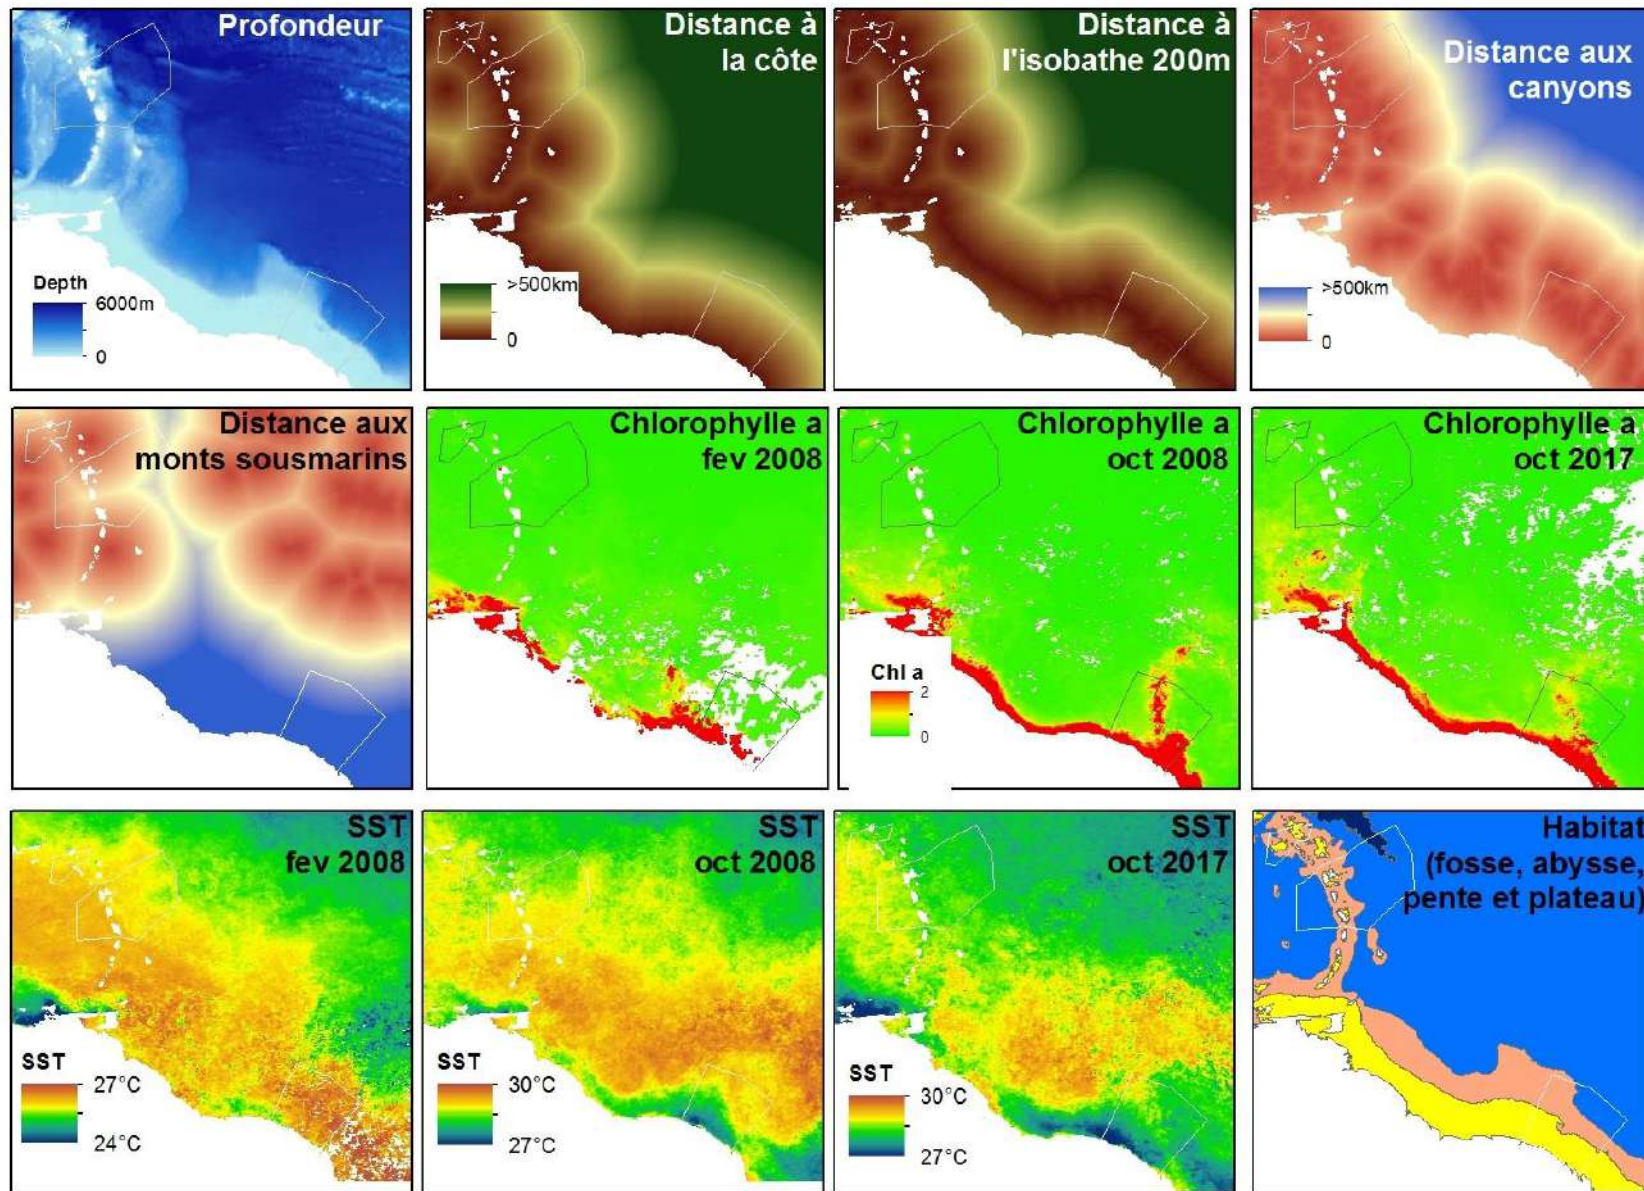 Profondeur
Depth
6000m
0
Distance à
la côte
>500km
0
Distance à
l'isobathe 200m
Distance aux
canyons
>500km
0
Distance aux
monts sousmarins
Chlorophylle a
fev 2008
Chlorophylle a
oct 2008
Chl a
2
0
Chlorophylle a
oct 2017
SST
fev 2008
SST
27°C
24°C
SST
oct 2008
SST
30°C
27°C
SST
oct 2017
SST
30°C
27°C
Habitat
(fosse, abysse,
pente et plateau)